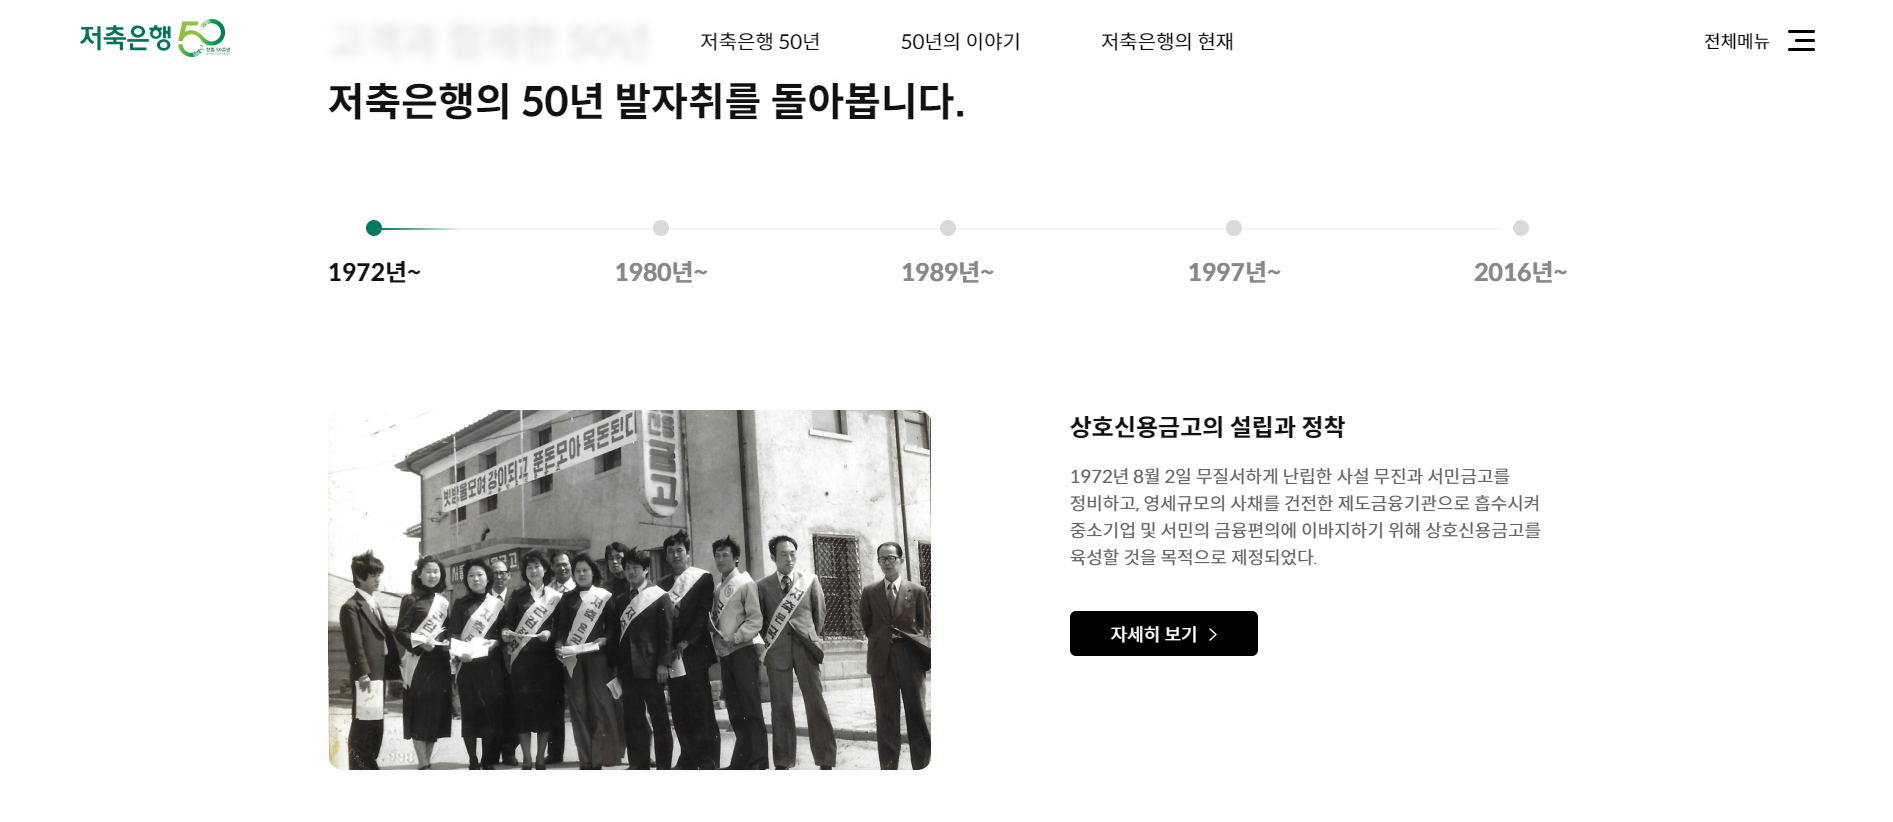 저축은행 50
창립 50주년
저축은행 50년
50년의 이야기
저축은행의 현재
전체메뉴
고객과 함께한 50년
저축은행의 50년 발자취를 돌아봅니다.
1972년~
1980년~
1989년~
1997년~
2016년~
빗방울모여 강이되고 푼돈모아 목돈된다
금고
상호신용금고의 설립과 정착
1972년 8월 2일 무질서하게 난립한 사설 무진과 서민금고를
정비하고, 영세규모의 사채를 건전한 제도금융기관으로 흡수시켜
중소기업 및 서민의 금융편의에 이바지하기 위해 상호신용금고를
육성할 것을 목적으로 제정되었다.
자세히 보기